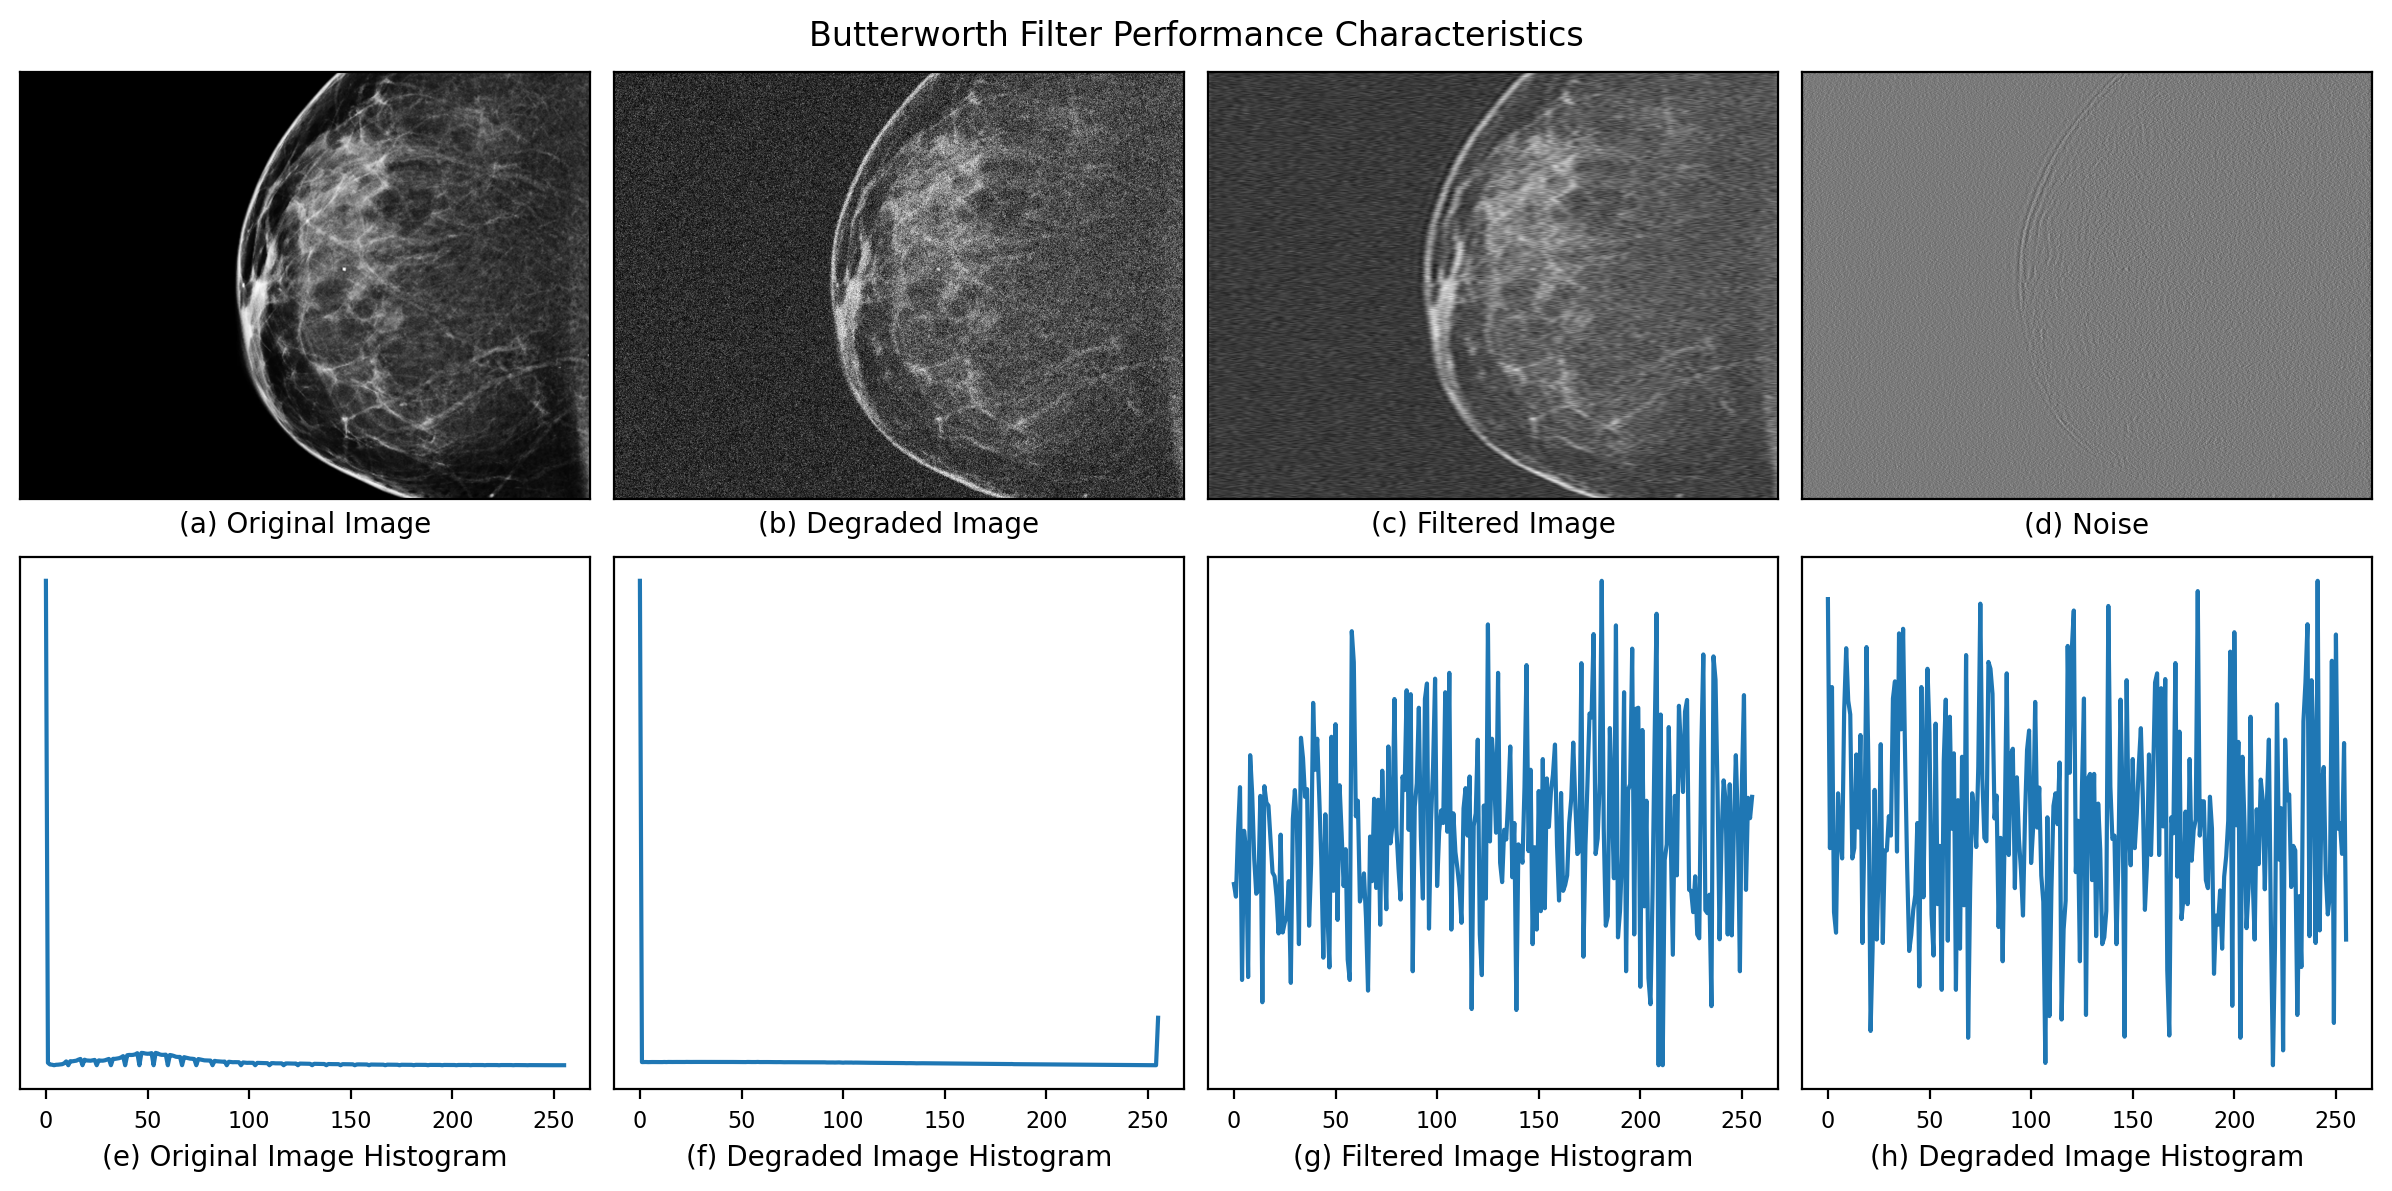 Butterworth Filter Performance Characteristics
(a) Original Image
(b) Degraded Image
(c) Filtered Image
(d) Noise
0 50 100 150 200 250
0 50 100 150 200 250
0 50 100 150 200 250
0 50 100 150 200 250
(e) Original Image Histogram
(f) Degraded Image Histogram
(g) Filtered Image Histogram
(h) Degraded Image Histogram